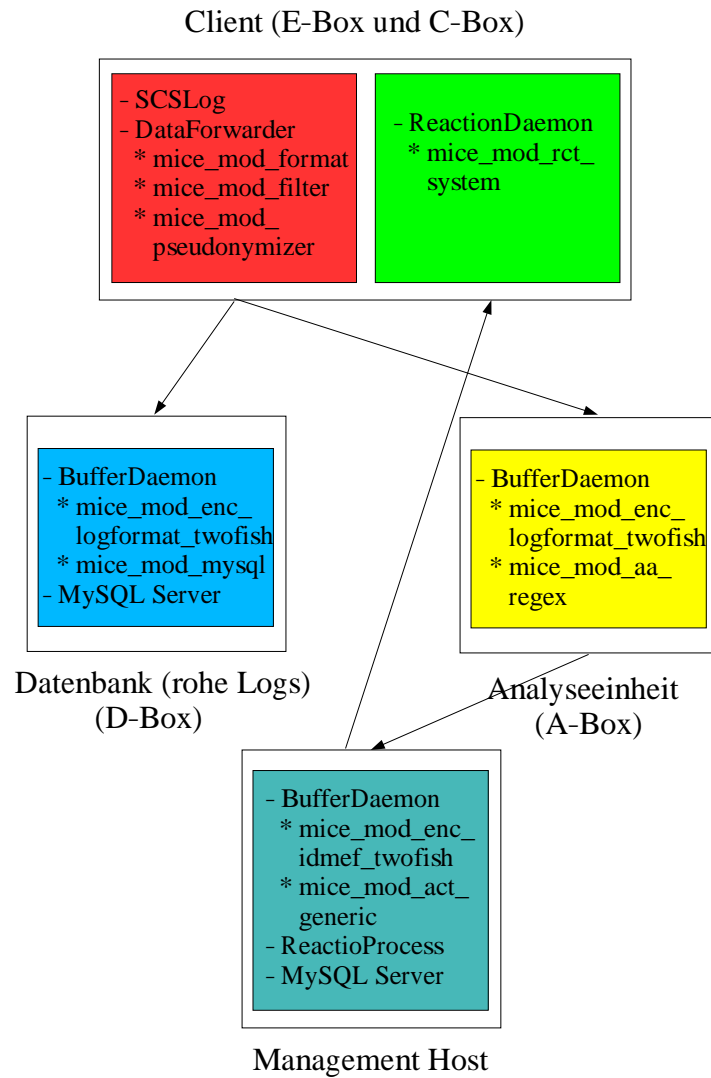 Client (E-Box und C-Box)
- SCSLog
- DataForwarder
* mice_mod_format
* mice_mod_filter
* mice_mod_
pseudonymizer
- ReactionDaemon
* mice_mod_rct_
system
- BufferDaemon
* mice_mod_enc_
logformat_twofish
* mice_mod_mysql
- MySQL Server
Datenbank (rohe Logs)
(D-Box)
- BufferDaemon
* mice_mod_enc_
logformat_twofish
* mice_mod_aa_
regex
Analyseeinheit
(A-Box)
- BufferDaemon
* mice_mod_enc_
idmef_twofish
* mice_mod_act_
generic
- ReactioProcess
- MySQL Server
Management Host